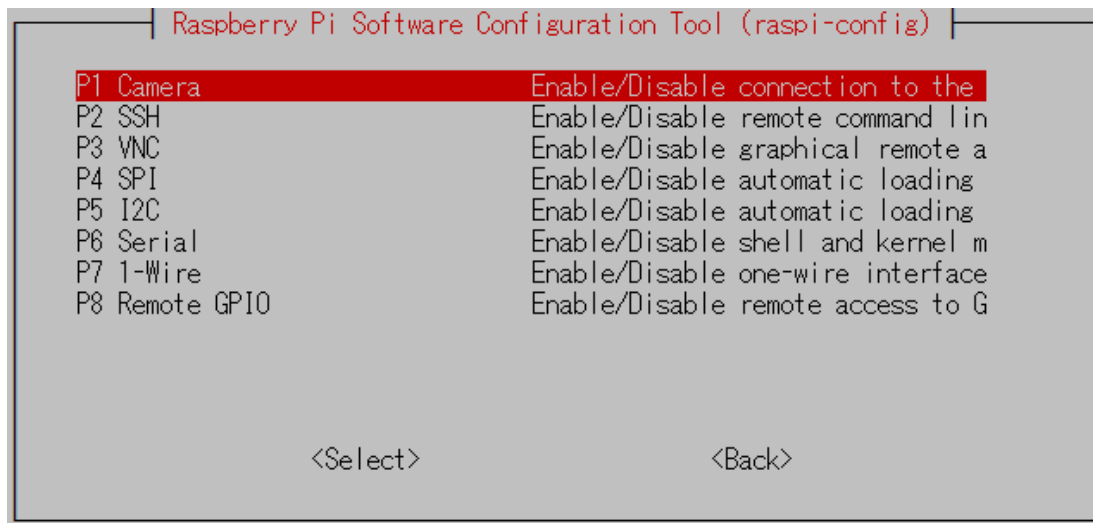 Raspberry Pi Software Configuration Tool (raspi-config)
P1 Camera Enable/Disable connection to the
P2 SSH Enable/Disable remote command lin
P3 VNC Enable/Disable graphical remote a
P4 SPI Enable/Disable automatic loading
P5 I2C Enable/Disable automatic loading
P6 Serial Enable/Disable shell and kernel m
P7 1-Wire Enable/Disable one-wire interface
P8 Remote GPIO Enable/Disable remote access to G
<Select> <Back>